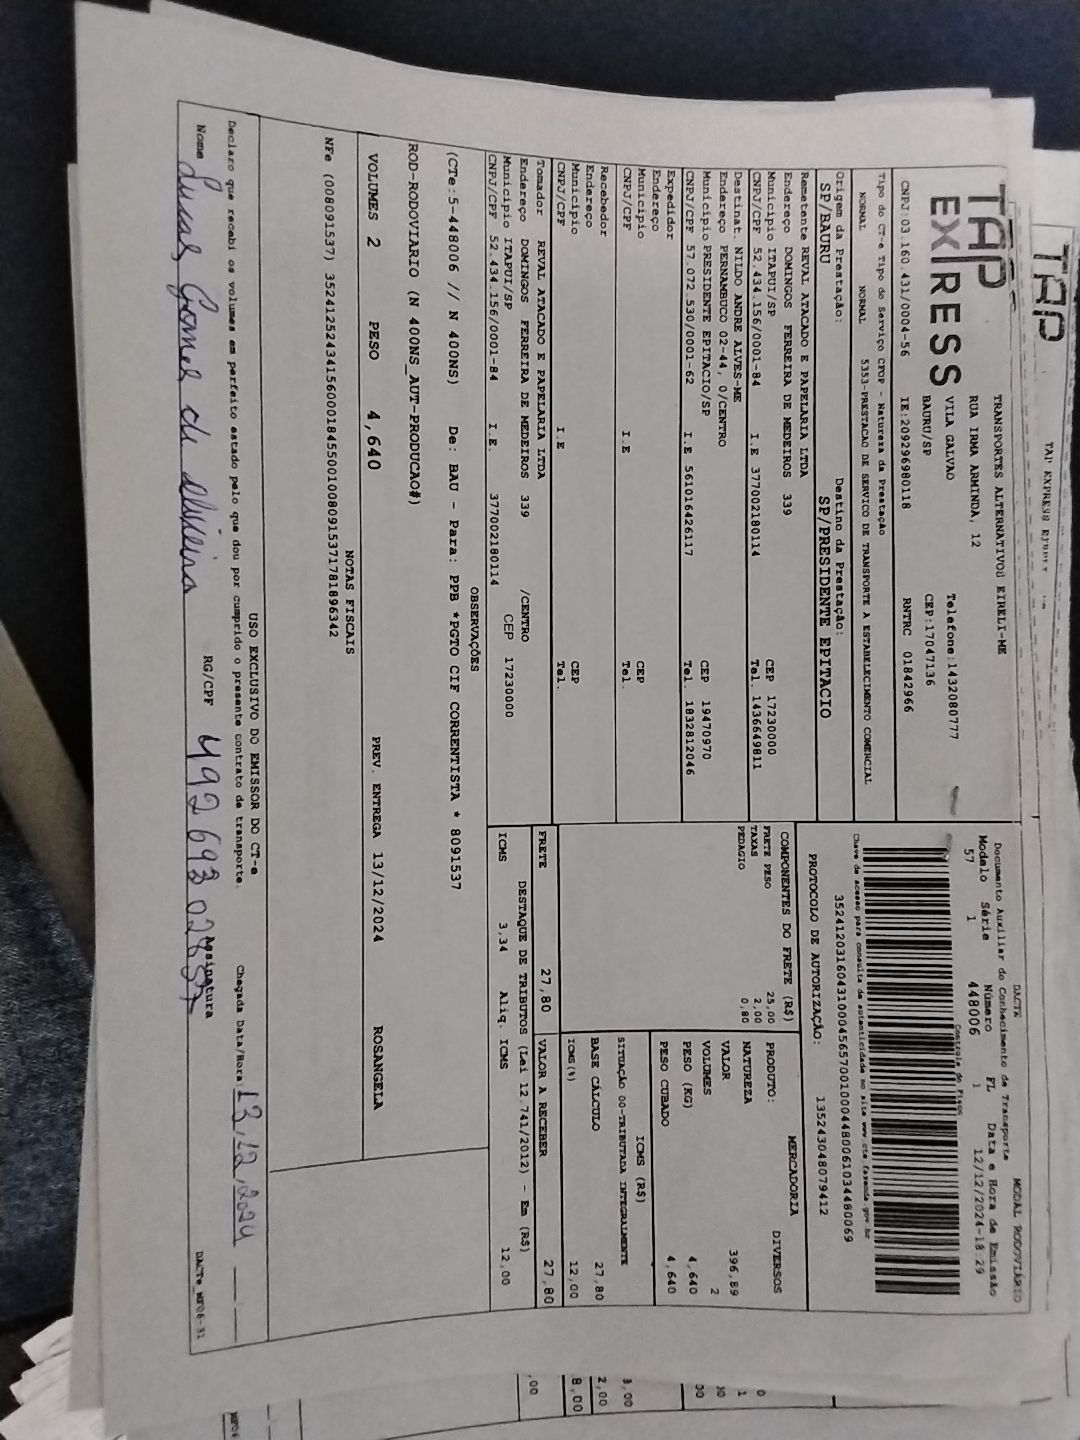 TAP
EXPRESS
TRANSPORTES ALTERNATIVOS EIRELI-ME
RUA IRMA ARMINDA, 12
VILA GALVAO
BAURU/SP
Telefone:1432080777
CEP:17047136
CNPJ:03.160.431/0004-56 IE:209296980118 RNTRC 01842966
DACTE MODAL RODOVIÁRIO
Documento Auxiliar do Conhecimento de Transporte
Modelo Série Número FL Data e Hora de Emissão
57 1 448006 1 12/12/2024-18:29
Controle do Fisco
Chave de acesso para consulta de autenticidade no site www.cte.fazenda.gov.br
35241203160431000456570010004480061034480069
PROTOCOLO DE AUTORIZAÇÃO: 135243048079412
Tipo do CT-e Tipo do Serviço CFOP - Natureza da Prestação
NORMAL NORMAL 5353-PRESTACAO DE SERVICO DE TRANSPORTE A ESTABELECIMENTO COMERCIAL
Origem da Prestação: Destino da Prestação:
SP/BAURU SP/PRESIDENTE EPITACIO
Remetente REVAL ATACADO E PAPELARIA LTDA
Endereço DOMINGOS FERREIRA DE MEDEIROS 339
Município ITAPUI/SP CEP 17230000
CNPJ/CPF 52.434.156/0001-84 I.E 377002180114 Tel. 1436649811
Destinat. NILDO ANDRE ALVES-ME
Endereço PERNAMBUCO 02-44, 0/CENTRO
Município PRESIDENTE EPITACIO/SP CEP 19470970
CNPJ/CPF 57.072.530/0001-62 I.E 561016426117 Tel. 1832812046
Expedidor
Endereço
Município CEP
CNPJ/CPF I.E Tel.
Recebedor
Endereço
Município CEP
CNPJ/CPF I.E Tel.
Tomador REVAL ATACADO E PAPELARIA LTDA
Endereço DOMINGOS FERREIRA DE MEDEIROS 339 /CENTRO
Município ITAPUI/SP CEP 17230000
CNPJ/CPF 52.434.156/0001-84 I.E. 377002180114
COMPONENTES DO FRETE (R$)
FRETE PESO 25,00
TAXAS 2,00
PEDAGIO 0,80
MERCADORIA
PRODUTO: DIVERSOS
NATUREZA
VALOR 396,89
VOLUMES 2
PESO (KG) 4,640
PESO CUBADO 4,640
ICMS (R$)
SITUAÇÃO 00-TRIBUTADA INTEGRALMENTE
BASE CÁLCULO 27,80
ICMS(%) 12,00
FRETE 27,80 VALOR A RECEBER 27,80
DESTAQUE DE TRIBUTOS (Lei 12.741/2012) - Em (R$)
ICMS 3,34 Aliq. ICMS 12,00
OBSERVAÇÕES
(CTe:5-448006 // N 400NS) De: BAU - Para: PPB *PGTO CIF CORRENTISTA * 8091537
ROD-RODOVIARIO (N 400NS_AUT-PRODUCAO#)
VOLUMES 2 PESO 4,640 PREV. ENTREGA 13/12/2024 ROSANGELA
NOTAS FISCAIS
NFe (008091537) 35241252434156000184550010080915371781896342
USO EXCLUSIVO DO EMISSOR DO CT-e
Declaro que recebi os volumes em perfeito estado pelo que dou por cumprido o presente contrato de transporte. Chegada Data/Hora 13,12,2024
Nome Lucas Gomes de oliveira RG/CPF 492 693 028 57 Assinatura
DACTe_WF06-31
TAP